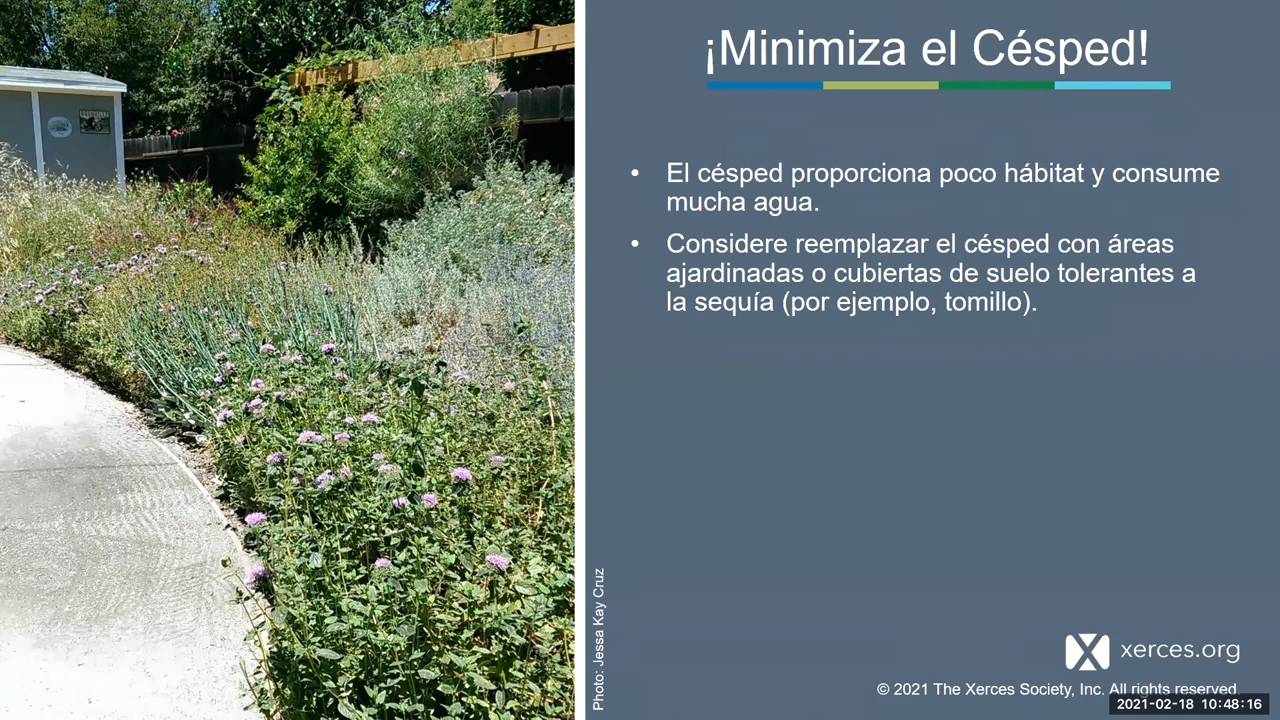 ¡Minimiza el Césped!
• El césped proporciona poco hábitat y consume
mucha agua.
• Considere reemplazar el césped con áreas
ajardinadas o cubiertas de suelo tolerantes a
la sequía (por ejemplo, tomillo).
Photo: Jessa Kay Cruz
xerces.org
© 2021 The Xerces Society, Inc. All rights reserved
2021-02-18 10:48:16